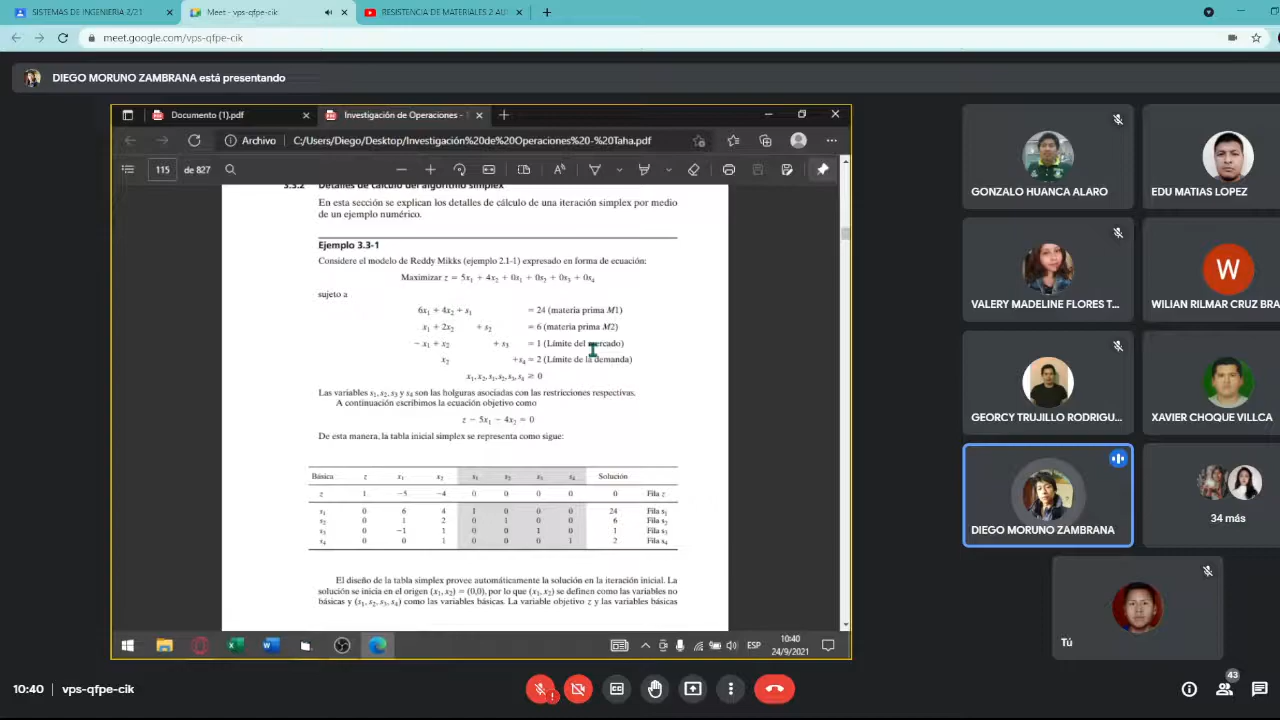 SISTEMAS DE INGENIERIA 2/21
Meet - vps-qfpe-cik
RESISTENCIA DE MATERIALES 2 AUT
meet.google.com/vps-qfpe-cik
DIEGO MORUNO ZAMBRANA está presentando
Documento (1).pdf
Investigación de Operaciones -
Archivo
C:/Users/Diego/Desktop/Investigación%20de%20Operaciones%20-%20Taha.pdf
115 de 827
3.3.2 Detalles de cálculo del algoritmo simplex
En esta sección se explican los detalles de cálculo de una iteración simplex por medio
de un ejemplo numérico.
Ejemplo 3.3-1
Considere el modelo de Reddy Mikks (ejemplo 2.1-1) expresado en forma de ecuación:
Maximizar z = 5x₁ + 4x₂ + 0s₁ + 0s₂ + 0s₃ + 0s₄
sujeto a
6x₁ + 4x₂ + s₁ = 24 (materia prima M1)
x₁ + 2x₂ + s₂ = 6 (materia prima M2)
− x₁ + x₂ + s₃ = 1 (Límite del mercado)
x₂ + s₄ = 2 (Límite de la demanda)
x₁, x₂, s₁, s₂, s₃, s₄ ≥ 0
Las variables s₁, s₂, s₃ y s₄ son las holguras asociadas con las restricciones respectivas.
A continuación escribimos la ecuación objetivo como
z − 5x₁ − 4x₂ = 0
De esta manera, la tabla inicial simplex se representa como sigue:
Básica z x₁ x₂ s₁ s₂ s₃ s₄ Solución
z 1 −5 −4 0 0 0 0 0 Fila z
s₁ 0 6 4 1 0 0 0 24 Fila s₁
s₂ 0 1 2 0 1 0 0 6 Fila s₂
s₃ 0 −1 1 0 0 1 0 1 Fila s₃
s₄ 0 0 1 0 0 0 1 2 Fila s₄
El diseño de la tabla simplex provee automáticamente la solución en la iteración inicial. La
solución se inicia en el origen (x₁, x₂) = (0,0), por lo que (x₁, x₂) se definen como las variables no
básicas y (s₁, s₂, s₃, s₄) como las variables básicas. La variable objetivo z y las variables básicas
ESP
10:40
24/9/2021
GONZALO HUANCA ALARO
EDU MATIAS LOPEZ
VALERY MADELINE FLORES T...
W
WILIAN RILMAR CRUZ BRA
GEORCY TRUJILLO RODRIGU...
XAVIER CHOQUE VILLCA
DIEGO MORUNO ZAMBRANA
34 más
Tú
10:40 | vps-qfpe-cik
43